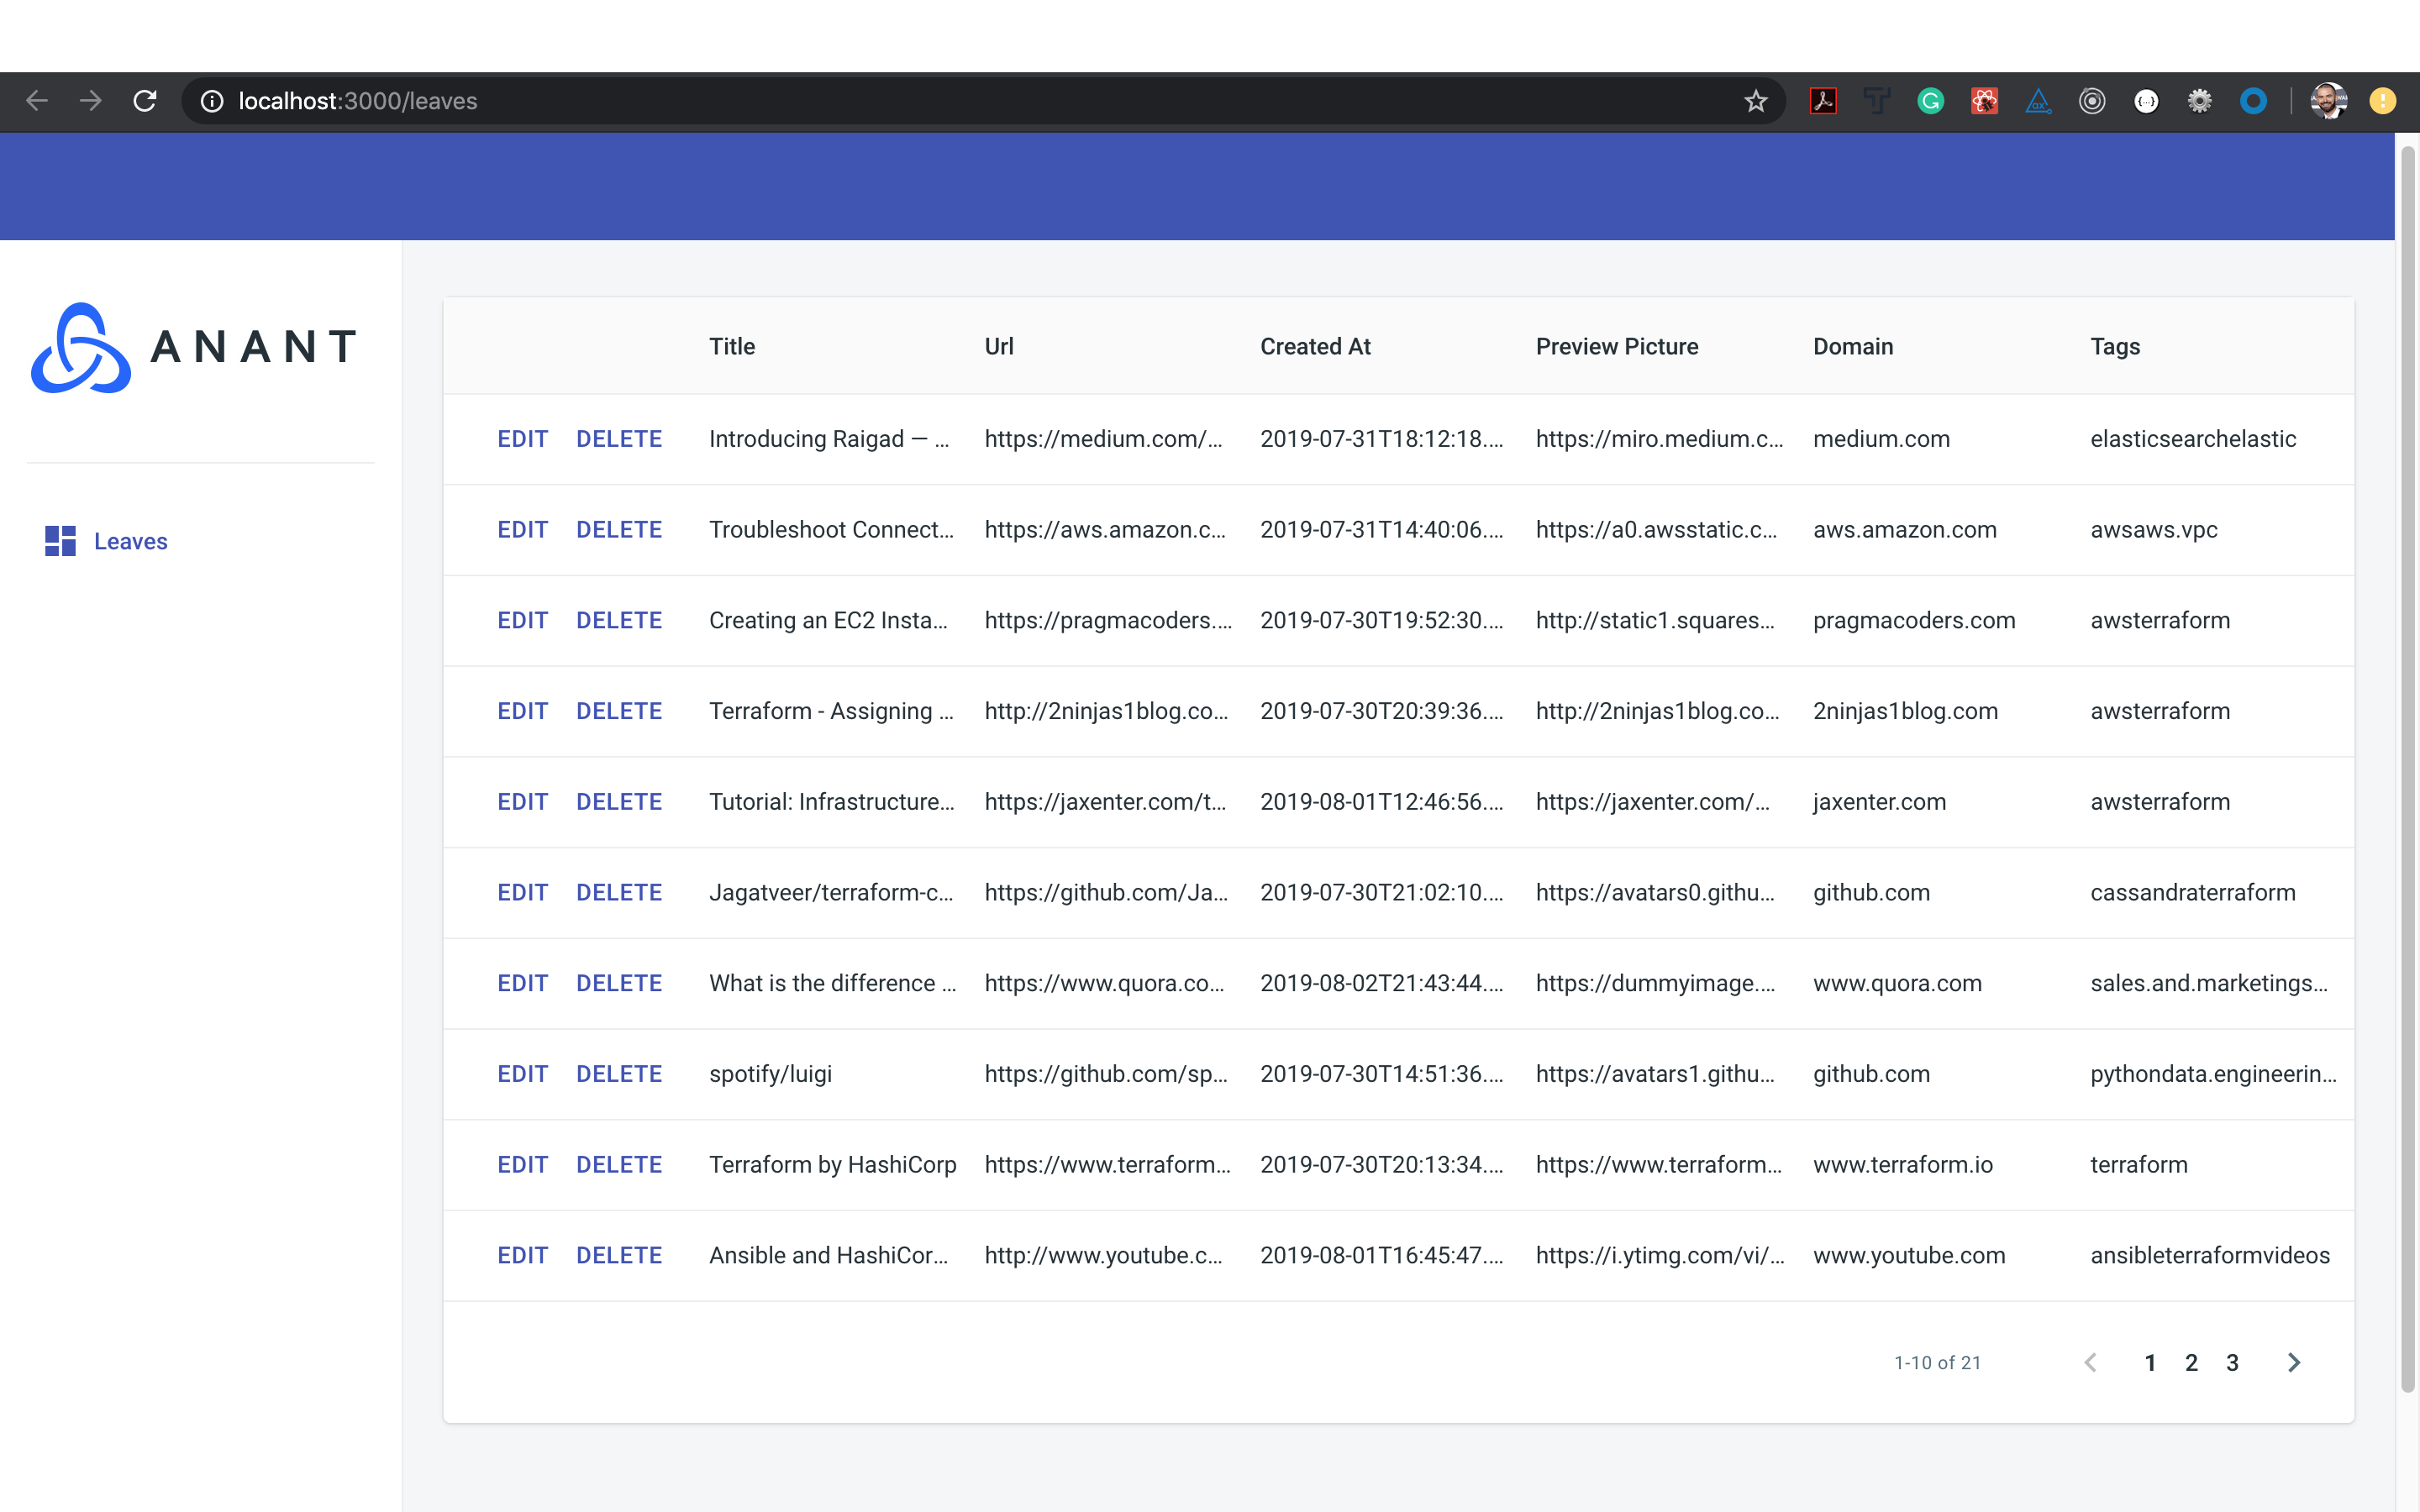 localhost:3000/leaves
ANANT
Leaves
Title Url Created At Preview Picture Domain Tags
EDIT DELETE Introducing Raigad — ... https://medium.com/... 2019-07-31T18:12:18.... https://miro.medium.c... medium.com elasticsearchelastic
EDIT DELETE Troubleshoot Connect... https://aws.amazon.c... 2019-07-31T14:40:06.... https://a0.awsstatic.c... aws.amazon.com awsaws.vpc
EDIT DELETE Creating an EC2 Insta... https://pragmacoders.... 2019-07-30T19:52:30.... http://static1.squares... pragmacoders.com awsterraform
EDIT DELETE Terraform - Assigning ... http://2ninjas1blog.co... 2019-07-30T20:39:36.... http://2ninjas1blog.co... 2ninjas1blog.com awsterraform
EDIT DELETE Tutorial: Infrastructure... https://jaxenter.com/t... 2019-08-01T12:46:56.... https://jaxenter.com/... jaxenter.com awsterraform
EDIT DELETE Jagatveer/terraform-c... https://github.com/Ja... 2019-07-30T21:02:10.... https://avatars0.githu... github.com cassandraterraform
EDIT DELETE What is the difference ... https://www.quora.co... 2019-08-02T21:43:44.... https://dummyimage.... www.quora.com sales.and.marketings...
EDIT DELETE spotify/luigi https://github.com/sp... 2019-07-30T14:51:36.... https://avatars1.githu... github.com pythondata.engineerin...
EDIT DELETE Terraform by HashiCorp https://www.terraform... 2019-07-30T20:13:34.... https://www.terraform... www.terraform.io terraform
EDIT DELETE Ansible and HashiCor... http://www.youtube.c... 2019-08-01T16:45:47.... https://i.ytimg.com/vi/... www.youtube.com ansibleterraformvideos
1-10 of 21 1 2 3